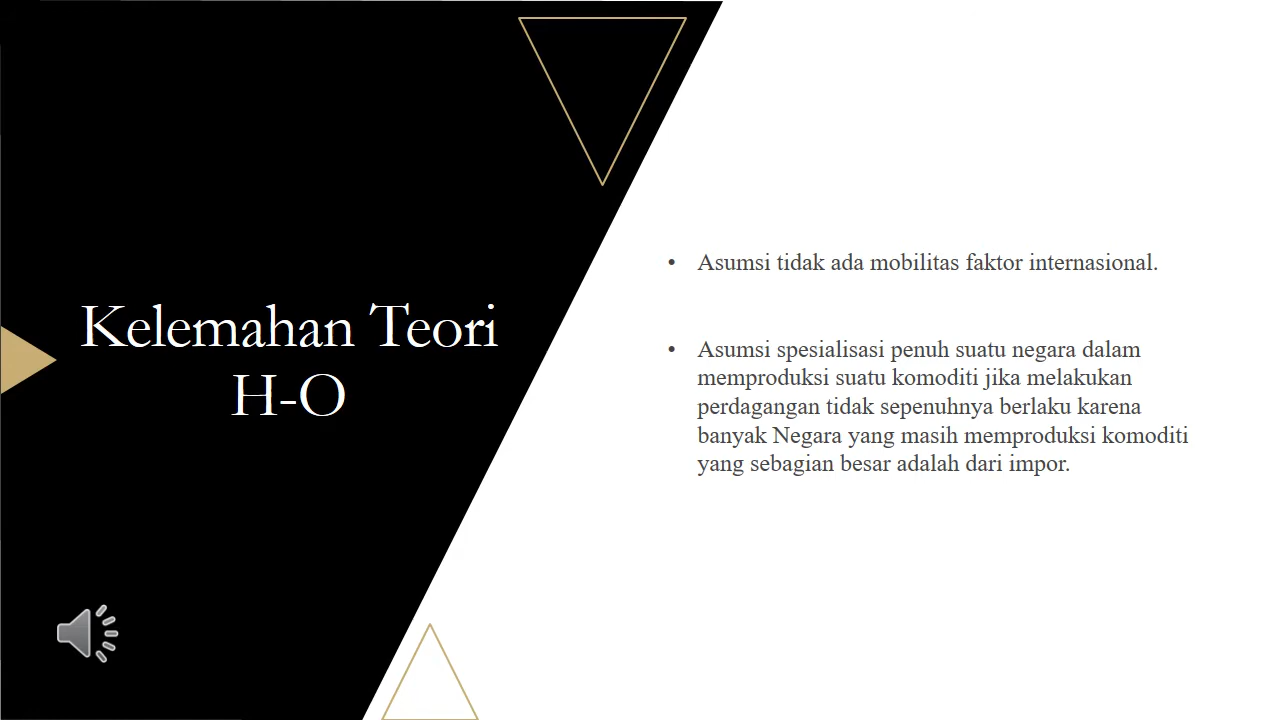 Kelemahan Teori
H-O
• Asumsi tidak ada mobilitas faktor internasional.
• Asumsi spesialisasi penuh suatu negara dalam
memproduksi suatu komoditi jika melakukan
perdagangan tidak sepenuhnya berlaku karena
banyak Negara yang masih memproduksi komoditi
yang sebagian besar adalah dari impor.